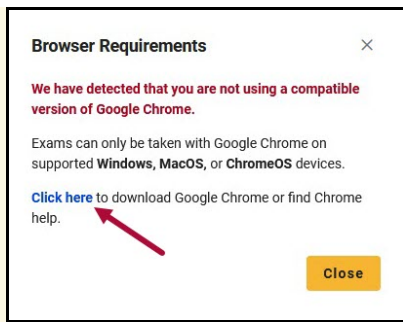 Browser Requirements
We have detected that you are not using a compatible
version of Google Chrome.
Exams can only be taken with Google Chrome on
supported Windows, MacOS, or ChromeOS devices.
Click here to download Google Chrome or find Chrome
help.
Close